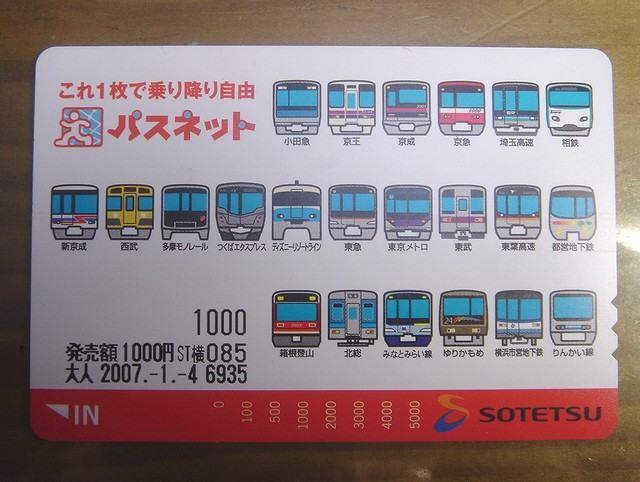 これ1枚で乗り降り自由
パスネット
小田急 京王 京成 京急 埼玉高速 相鉄
新京成 西武 多摩モノレール つくばエクスプレス ディズニーリゾートライン 東急 東京メトロ 東武 東葉高速 都営地下鉄
箱根登山 北総 みなとみらい線 ゆりかもめ 横浜市営地下鉄 りんかい線
1000
発売額 1000円 ST横085
大人 2007.-1.-4 6935
IN 0 100 500 1000 2000 3000 4000 5000 SOTETSU